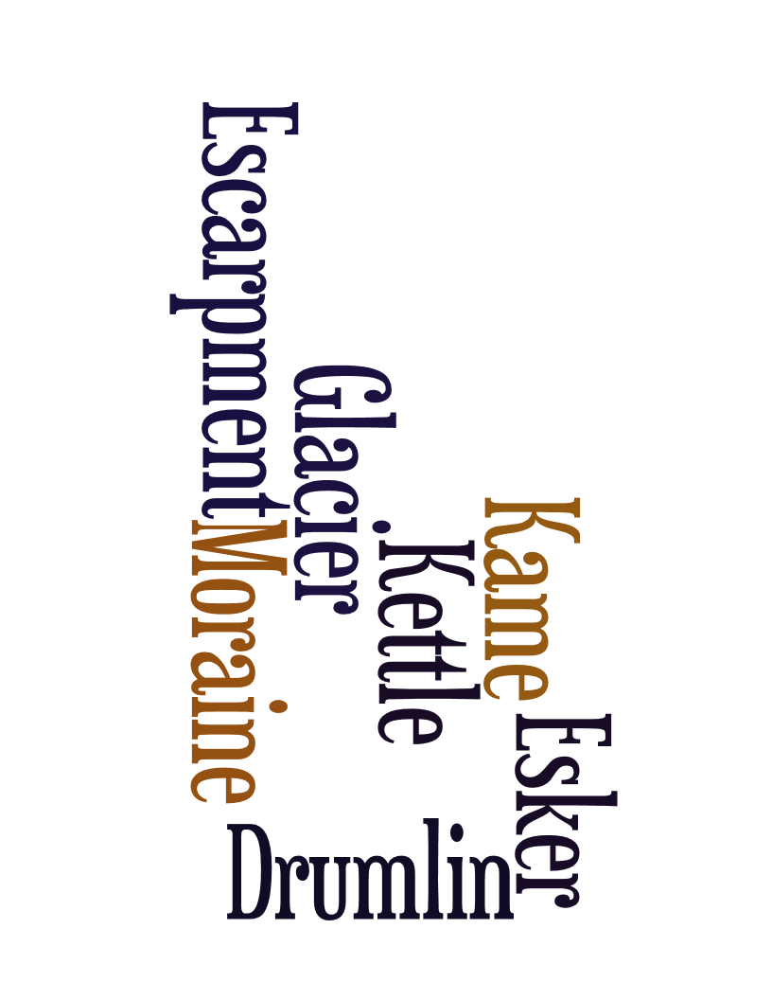 Escarpment
Glacier
Kame
Moraine
Kettle
Esker
Drumlin